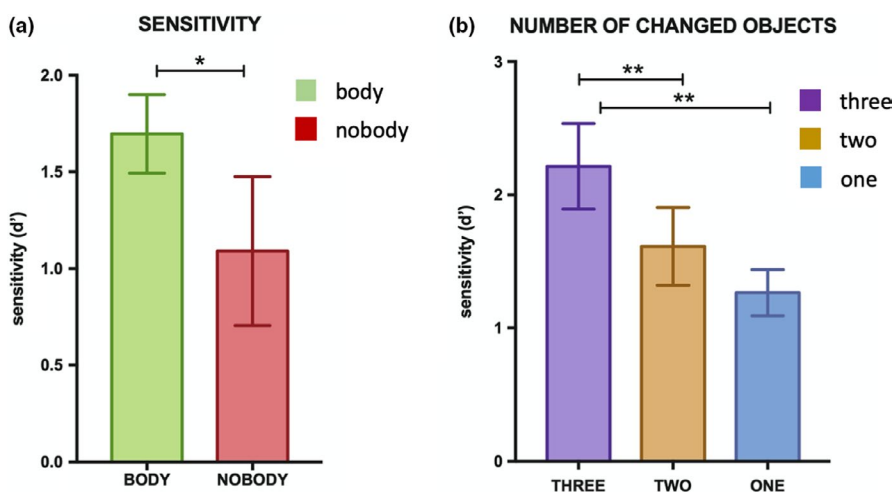 (a)
SENSITIVITY
*
body
nobody
2.0
1.5
1.0
0.5
0.0
sensitivity (d')
BODY NOBODY
(b)
NUMBER OF CHANGED OBJECTS
**
**
three
two
one
3
2
1
0
sensitivity (d')
THREE TWO ONE